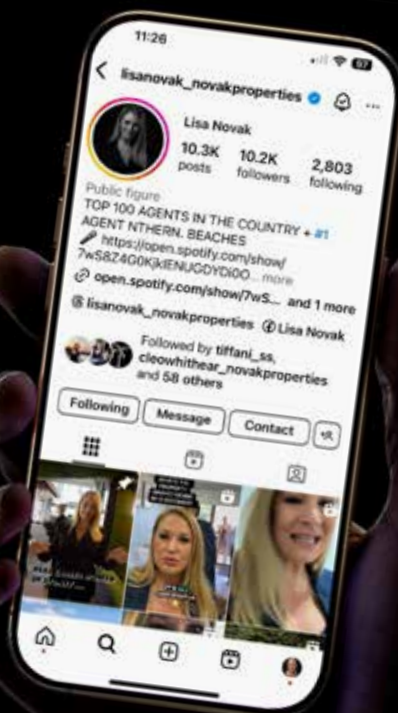 11:26
97
lisanovak_novakproperties
Lisa Novak
10.3K 10.2K 2,803
posts followers following
Public figure
TOP 100 AGENTS IN THE COUNTRY + #1
AGENT NTHERN. BEACHES
🎤 https://open.spotify.com/show/
... more
open.spotify.com/show/7wS... and 1 more
lisanovak_novakproperties Lisa Novak
Followed by tiffani_ss,
cleowhithear_novakproperties
and 58 others
Following Message Contact